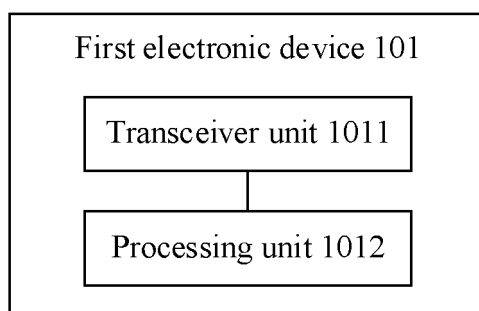 First electronic device 101
Transceiver unit 1011
Processing unit 1012